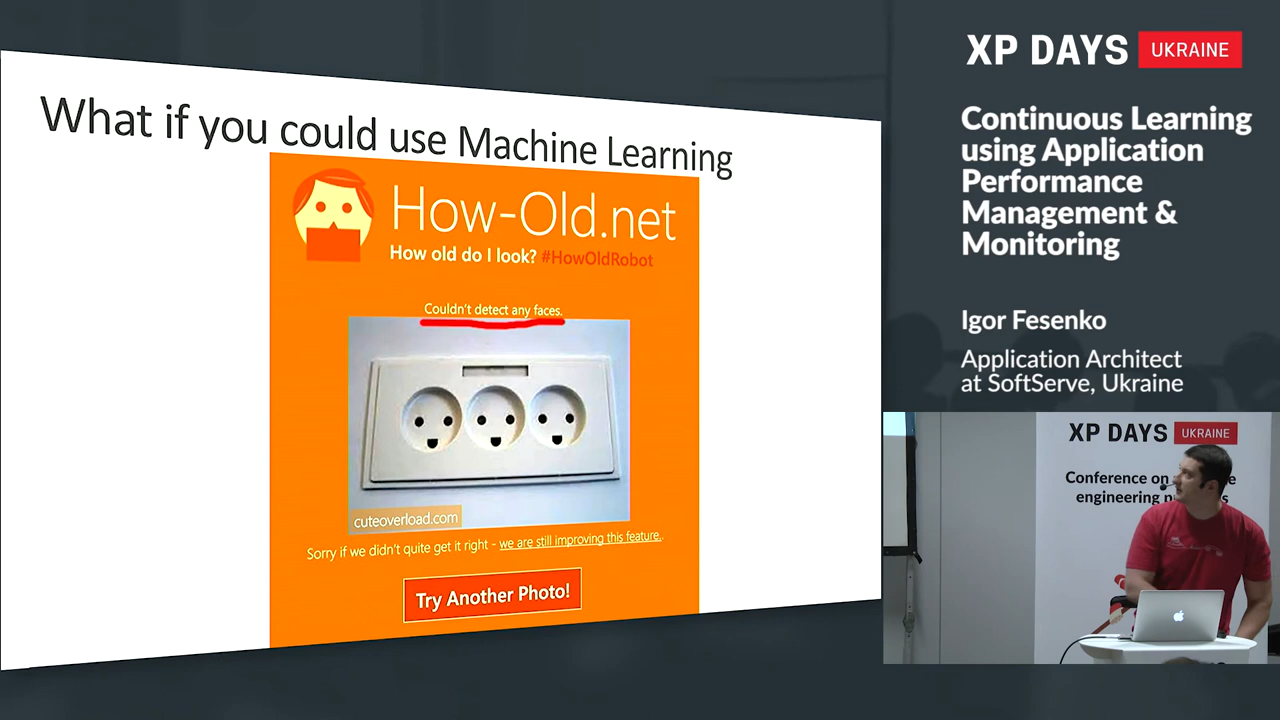 What if you could use Machine Learning
How-Old.net
How old do I look? #HowOldRobot
Couldn't detect any faces.
cuteoverload.com
Sorry if we didn't quite get it right - we are still improving this feature.
Try Another Photo!
XP DAYS UKRAINE
Continuous Learning
using Application
Performance
Management &
Monitoring
Igor Fesenko
Application Architect
at SoftServe, Ukraine
XP DAYS UKRAINE
Conference on
engineering